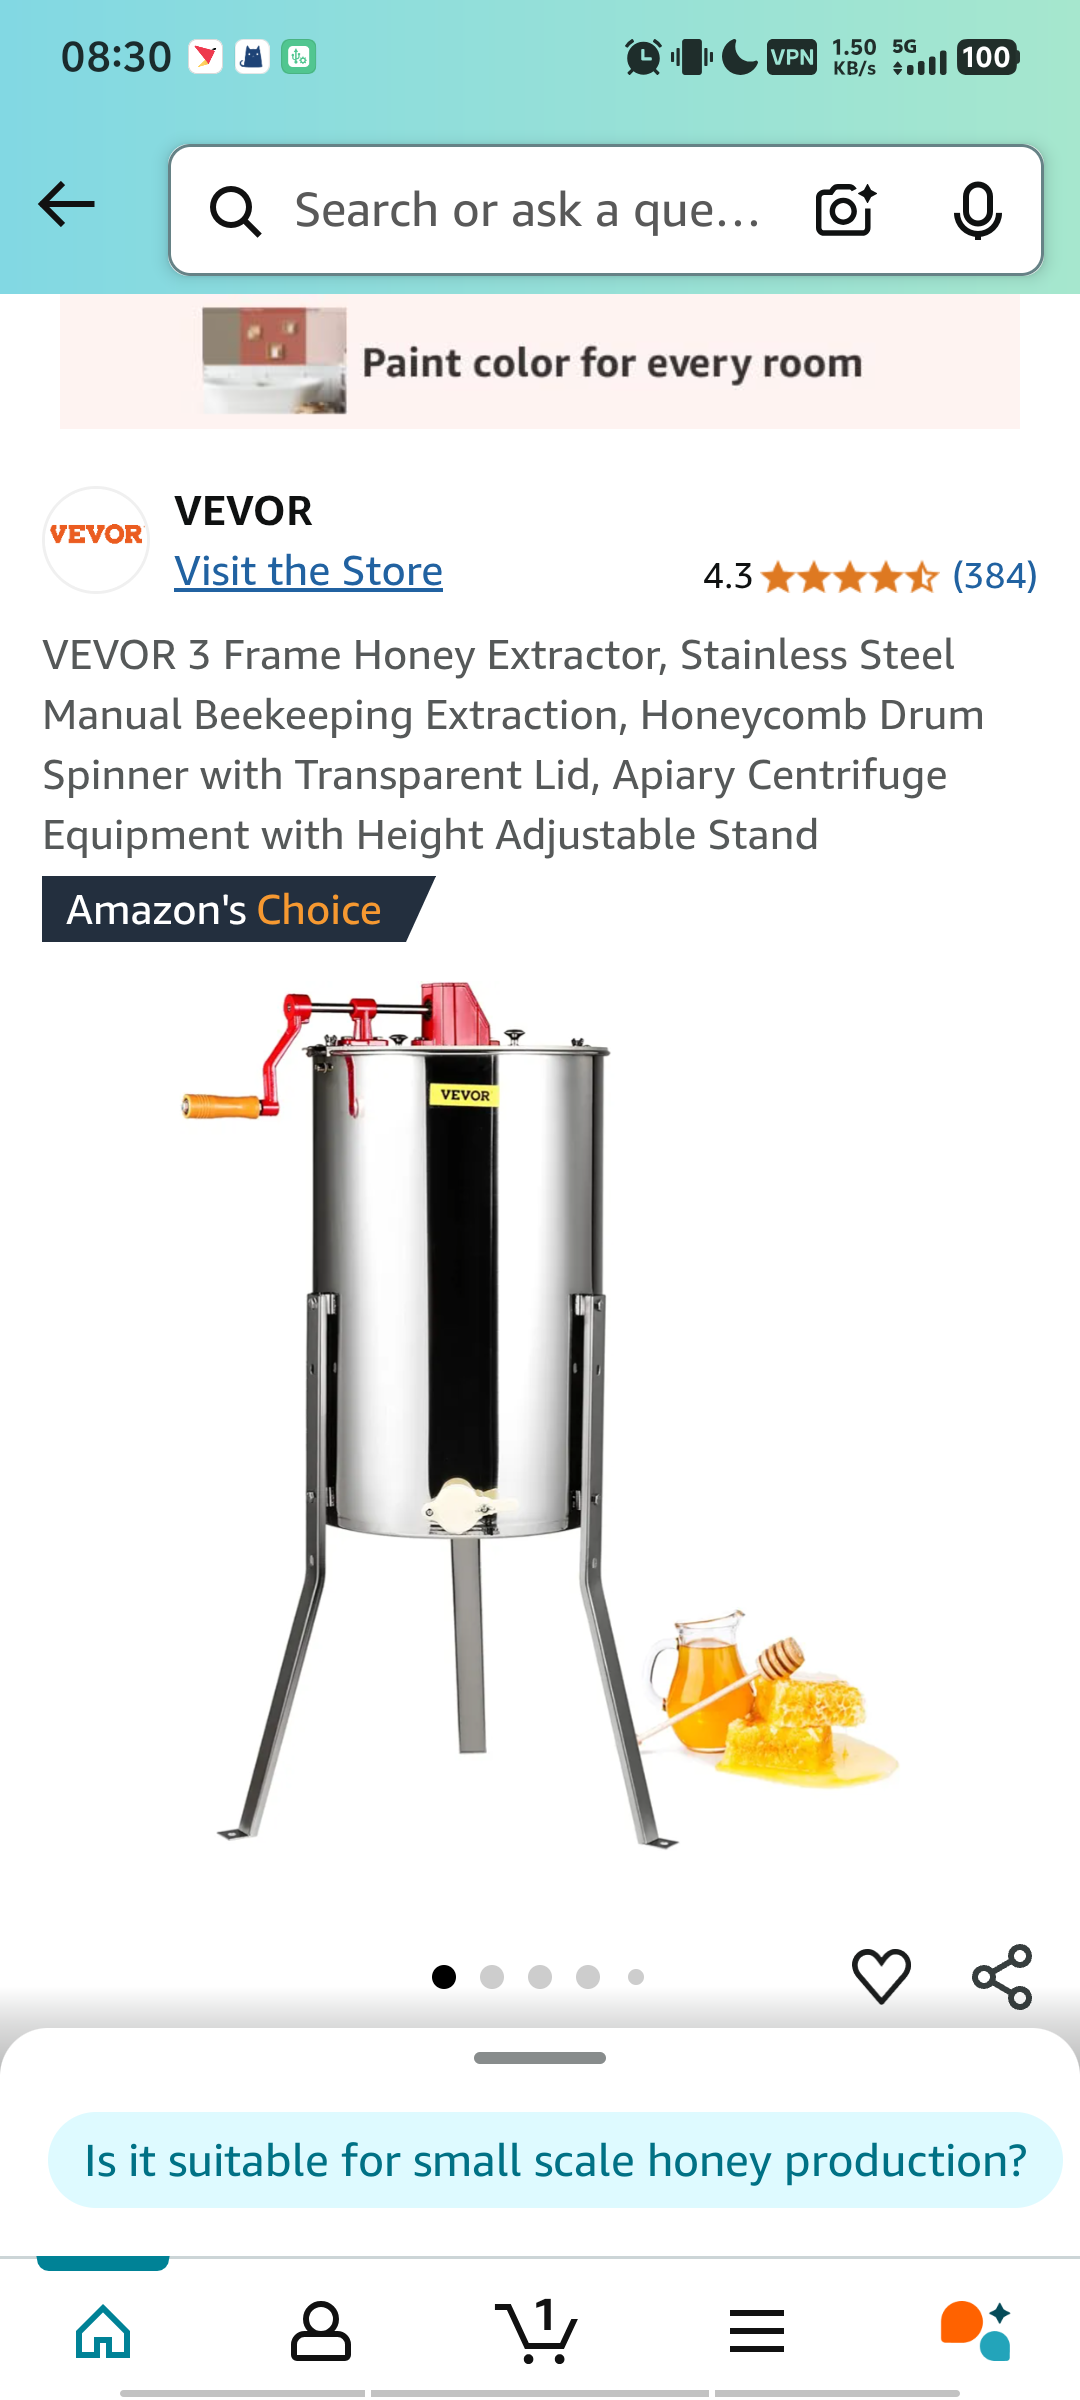 08:30
VPN
1.50
KB/s
5G
100
Search or ask a que...
Paint color for every room
VEVOR
VEVOR
Visit the Store
4.3
(384)
VEVOR 3 Frame Honey Extractor, Stainless Steel
Manual Beekeeping Extraction, Honeycomb Drum
Spinner with Transparent Lid, Apiary Centrifuge
Equipment with Height Adjustable Stand
Amazon's Choice
VEVOR
Is it suitable for small scale honey production?
1